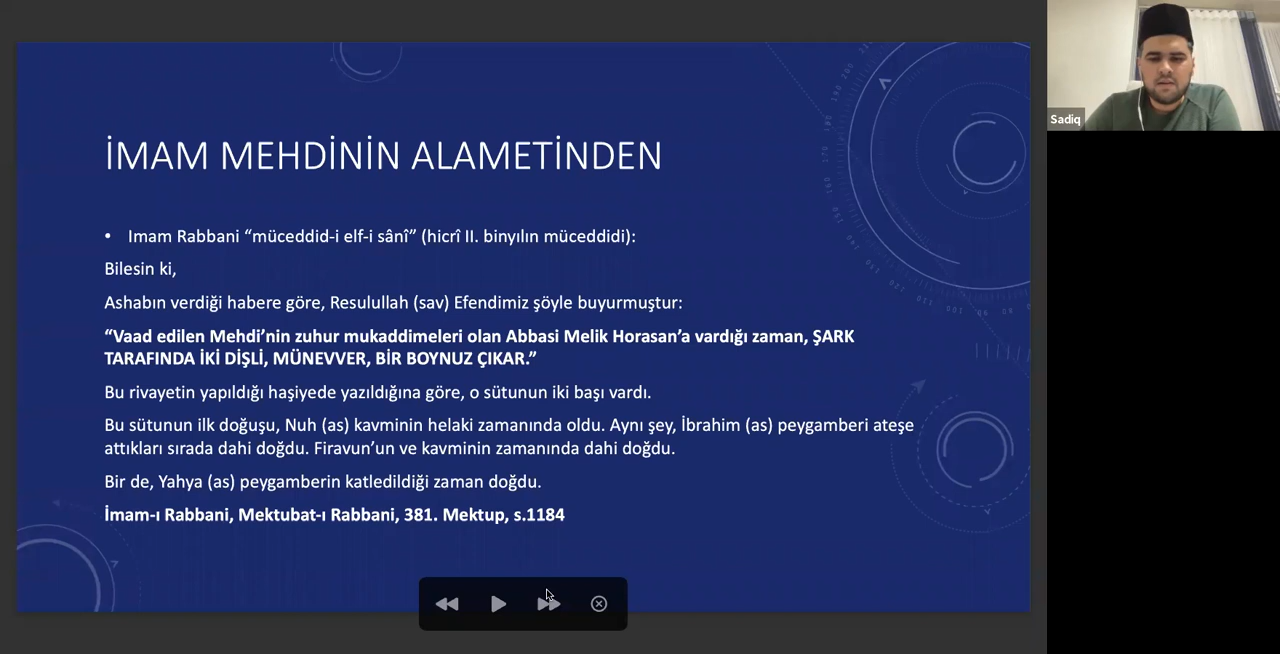 İMAM MEHDİNİN ALAMETİNDEN
• Imam Rabbani “müceddid-i elf-i sânî” (hicrî II. binyılın müceddidi):
Bilesin ki,
Ashabın verdiği habere göre, Resulullah (sav) Efendimiz şöyle buyurmuştur:
“Vaad edilen Mehdi’nin zuhur mukaddimeleri olan Abbasi Melik Horasan’a vardığı zaman, ŞARK
TARAFINDA İKİ DİŞLİ, MÜNEVVER, BİR BOYNUZ ÇIKAR.”
Bu rivayetin yapıldığı haşiyede yazıldığına göre, o sütunun iki başı vardı.
Bu sütunun ilk doğuşu, Nuh (as) kavminin helaki zamanında oldu. Aynı şey, İbrahim (as) peygamberi ateşe
attıkları sırada dahi doğdu. Firavun’un ve kavminin zamanında dahi doğdu.
Bir de, Yahya (as) peygamberin katledildiği zaman doğdu.
İmam-ı Rabbani, Mektubat-ı Rabbani, 381. Mektup, s.1184
Sadiq